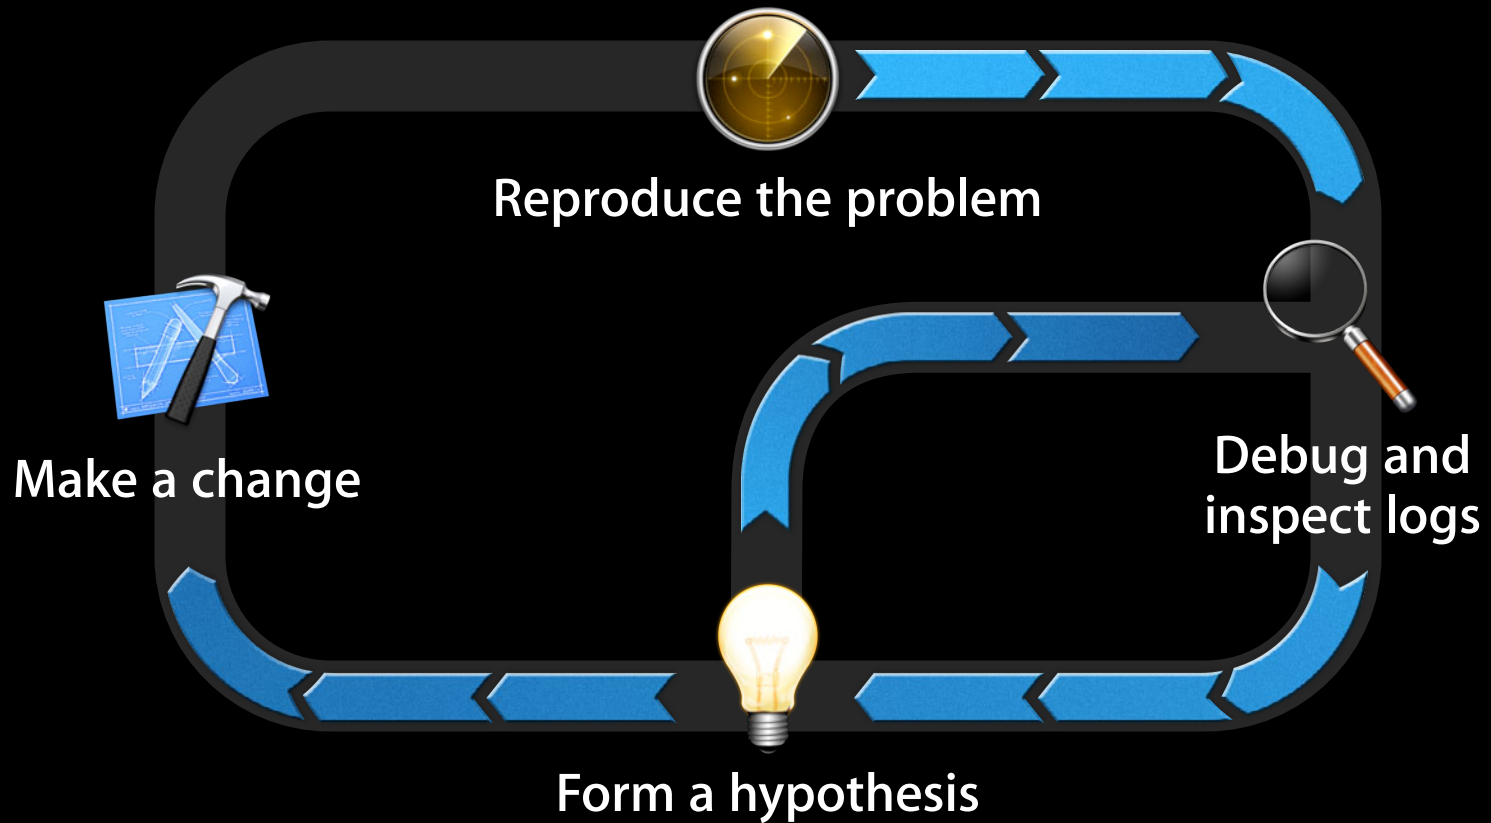 Reproduce the problem
Make a change
Debug and
inspect logs
Form a hypothesis